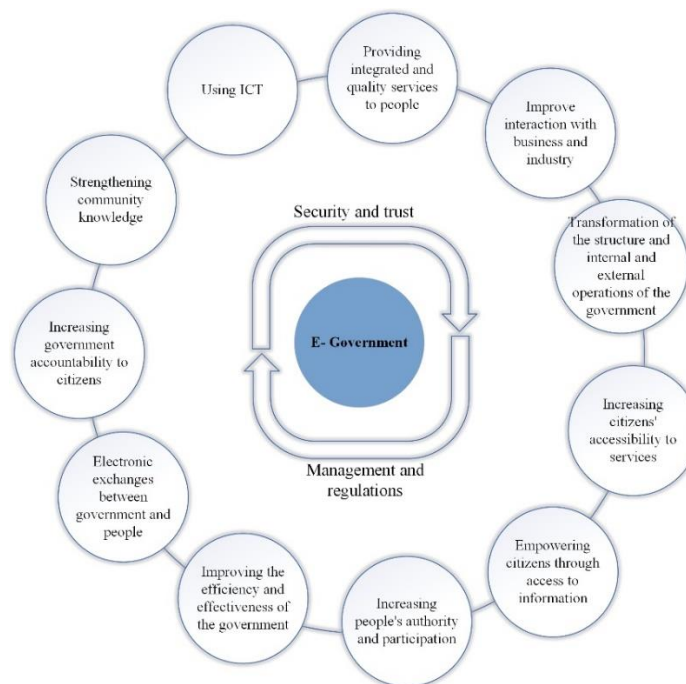 Using ICT
Providing
integrated and
quality services
to people
Improve
interaction with
business and
industry
Transformation of
the structure and
internal and
external
operations of the
government
Increasing
citizens'
accessibility to
services
Empowering
citizens through
access to
information
Increasing
people's authority
and participation
Improving the
efficiency and
effectiveness of
the government
Electronic
exchanges
between
government and
people
Increasing
government
accountability to
citizens
Strengthening
community
knowledge
Security and trust
E- Government
Management and
regulations